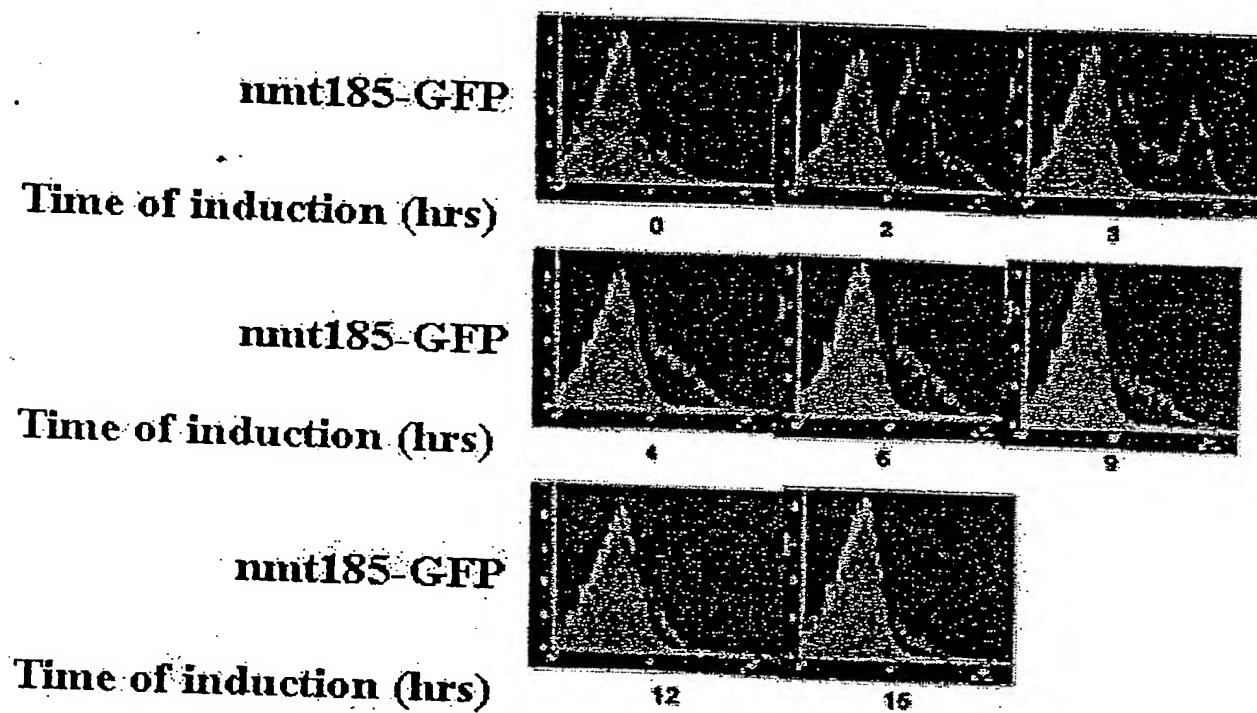 nmt185-GFP
Time of induction (hrs)
0 2 3
nmt185-GFP
Time of induction (hrs)
4 6 9
nmt185-GFP
Time of induction (hrs)
12 15